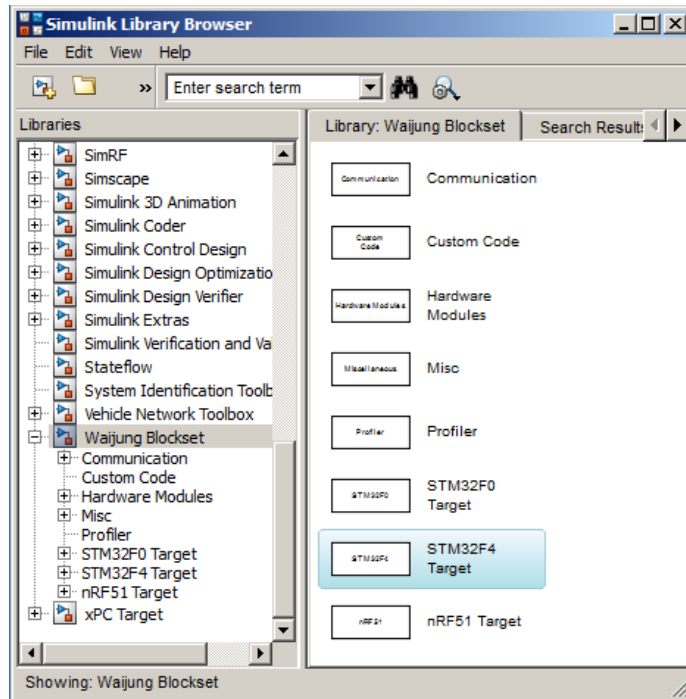 Simulink Library Browser
File Edit View Help
» Enter search term
Libraries
SimRF
Simscape
Simulink 3D Animation
Simulink Coder
Simulink Control Design
Simulink Design Optimizatio
Simulink Design Verifier
Simulink Extras
Simulink Verification and Va
Stateflow
System Identification Toolb
Vehicle Network Toolbox
Waijung Blockset
Communication
Custom Code
Hardware Modules
Misc
Profiler
STM32F0 Target
STM32F4 Target
nRF51 Target
xPC Target
Library: Waijung Blockset Search Result
Communication Communication
Custom
Code
Custom Code
Hardware Modules
Hardware
Modules
Miscellaneous Misc
Profiler Profiler
STM32F0
STM32F0
Target
STM32F4
STM32F4
Target
nRF51 nRF51 Target
Showing: Waijung Blockset